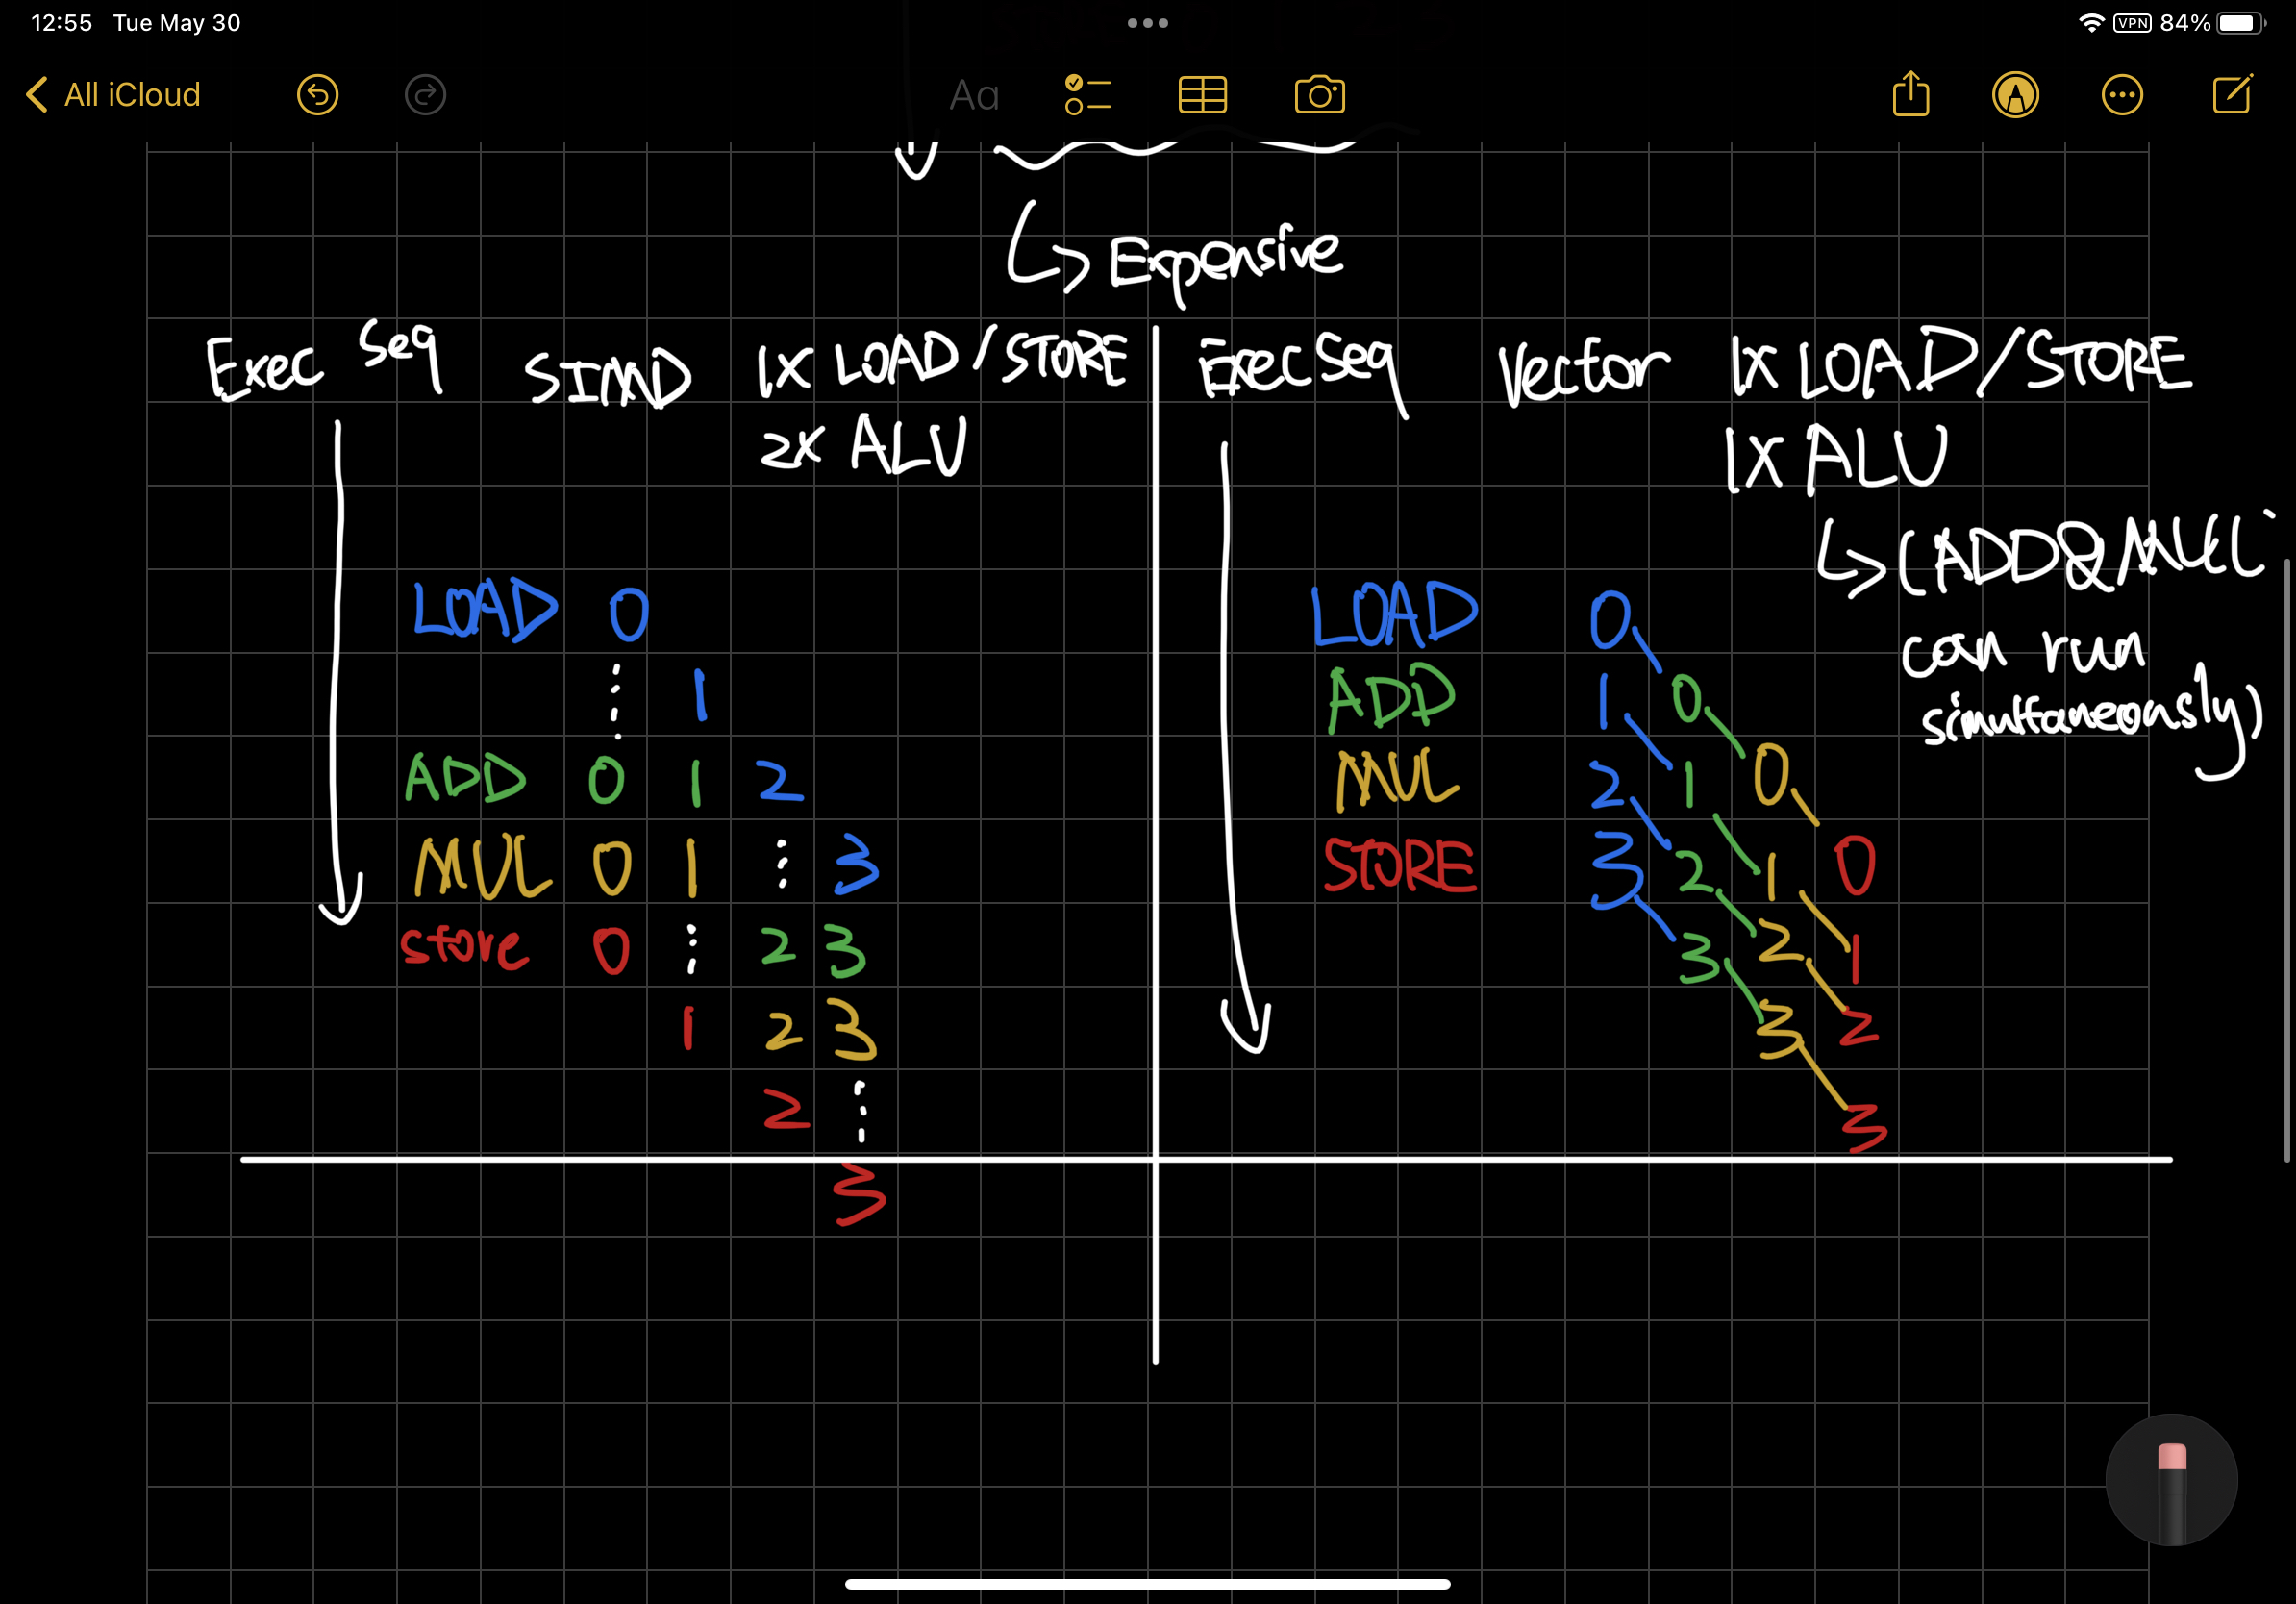 12:55 Tue May 30
VPN 84%
All iCloud
Aa
Expensive
Exec Seq SIMD 1X LOAD/STORE
2X ALU
LOAD 0
1
ADD 0 1 2
MUL 0 1 3
store 0 2 3
1 2 3
2
3
Exec Seq Vector 1X LOAD/STORE
1X ALU
(ADD&MUL
can run
simultaneously)
LOAD 0
ADD 1 0
MUL 2 1 0
STORE 3 2 1 0
3 2 1
3 2
3